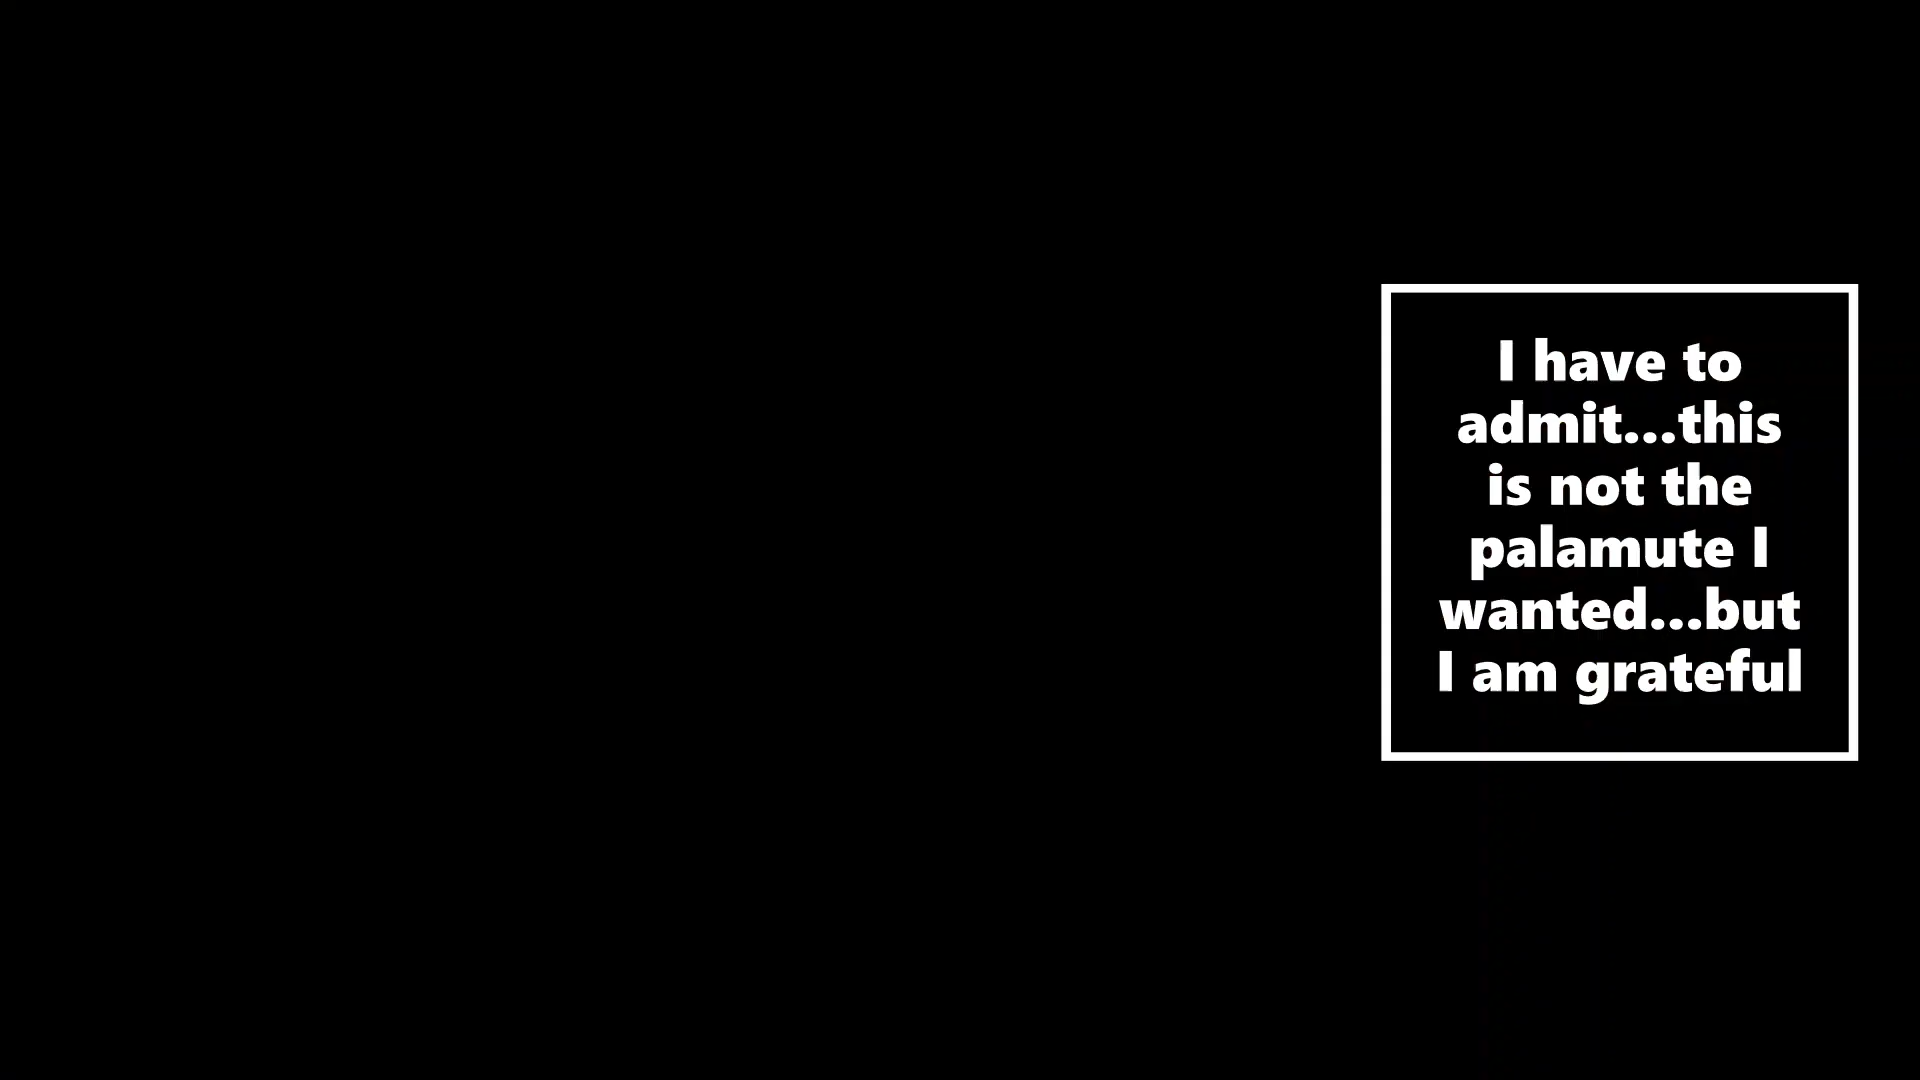 I have to
admit...this
is not the
palamute I
wanted...but
I am grateful